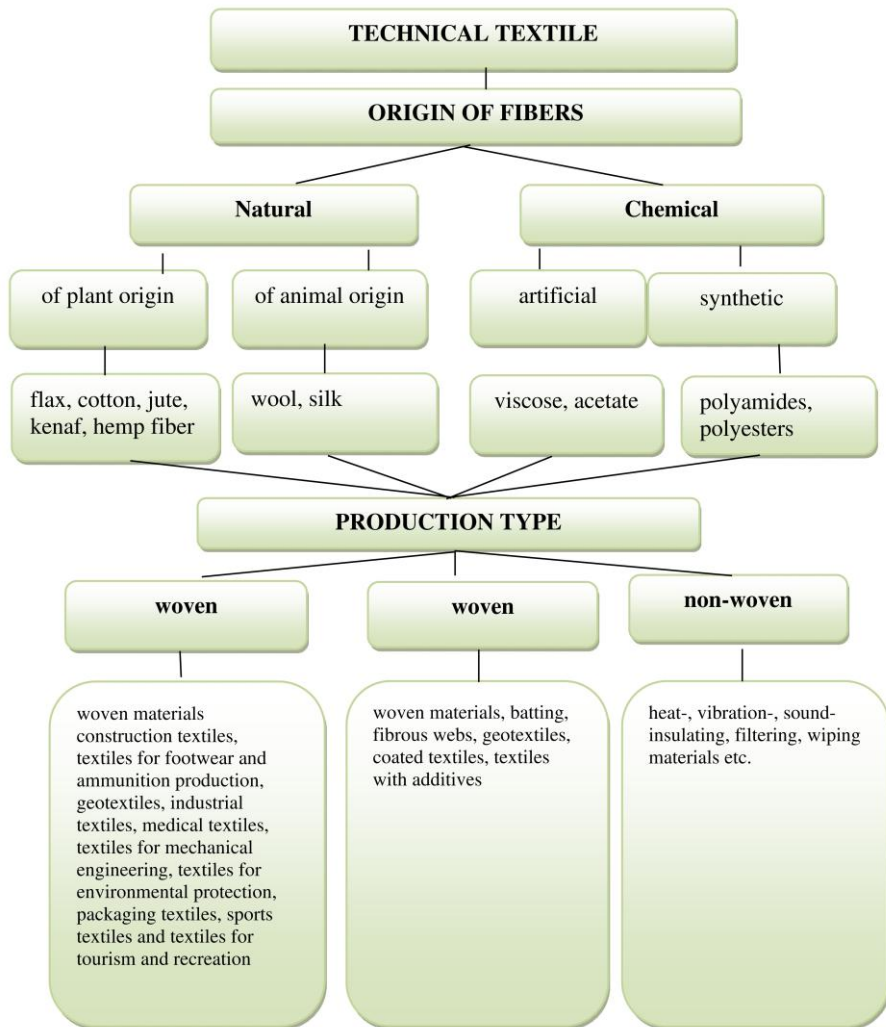 TECHNICAL TEXTILE
ORIGIN OF FIBERS
Natural
Chemical
of plant origin
of animal origin
artificial
synthetic
flax, cotton, jute,
kenaf, hemp fiber
wool, silk
viscose, acetate
polyamides,
polyesters
PRODUCTION TYPE
woven
woven
non-woven
woven materials
construction textiles,
textiles for footwear and
ammunition production,
geotextiles, industrial
textiles, medical textiles,
textiles for mechanical
engineering, textiles for
environmental protection,
packaging textiles, sports
textiles and textiles for
tourism and recreation
woven materials, batting,
fibrous webs, geotextiles,
coated textiles, textiles
with additives
heat-, vibration-, sound-
insulating, filtering, wiping
materials etc.